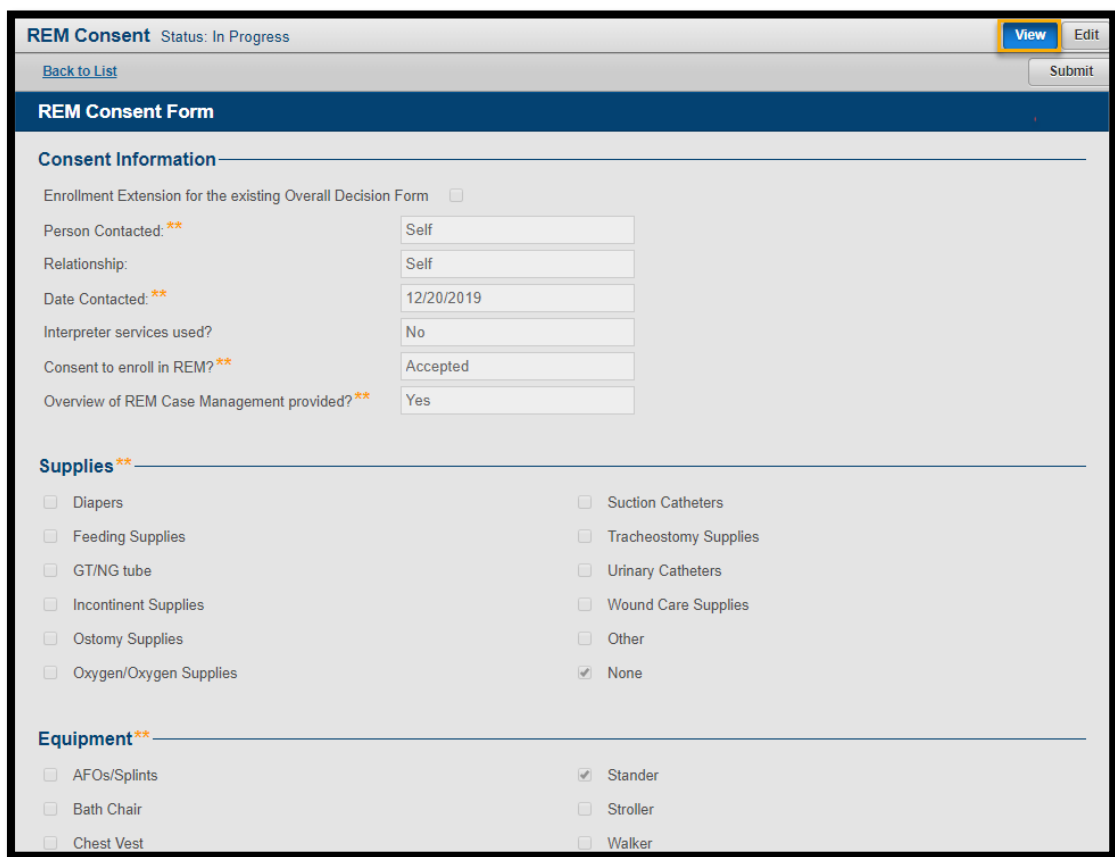 REM Consent Status: In Progress View Edit
Back to List Submit
REM Consent Form
Consent Information
Enrollment Extension for the existing Overall Decision Form
Person Contacted:** Self
Relationship: Self
Date Contacted:** 12/20/2019
Interpreter services used? No
Consent to enroll in REM?** Accepted
Overview of REM Case Management provided?** Yes
Supplies**
Diapers Suction Catheters
Feeding Supplies Tracheostomy Supplies
GT/NG tube Urinary Catheters
Incontinent Supplies Wound Care Supplies
Ostomy Supplies Other
Oxygen/Oxygen Supplies None
Equipment**
AFOs/Splints Stander
Bath Chair Stroller
Chest Vest Walker